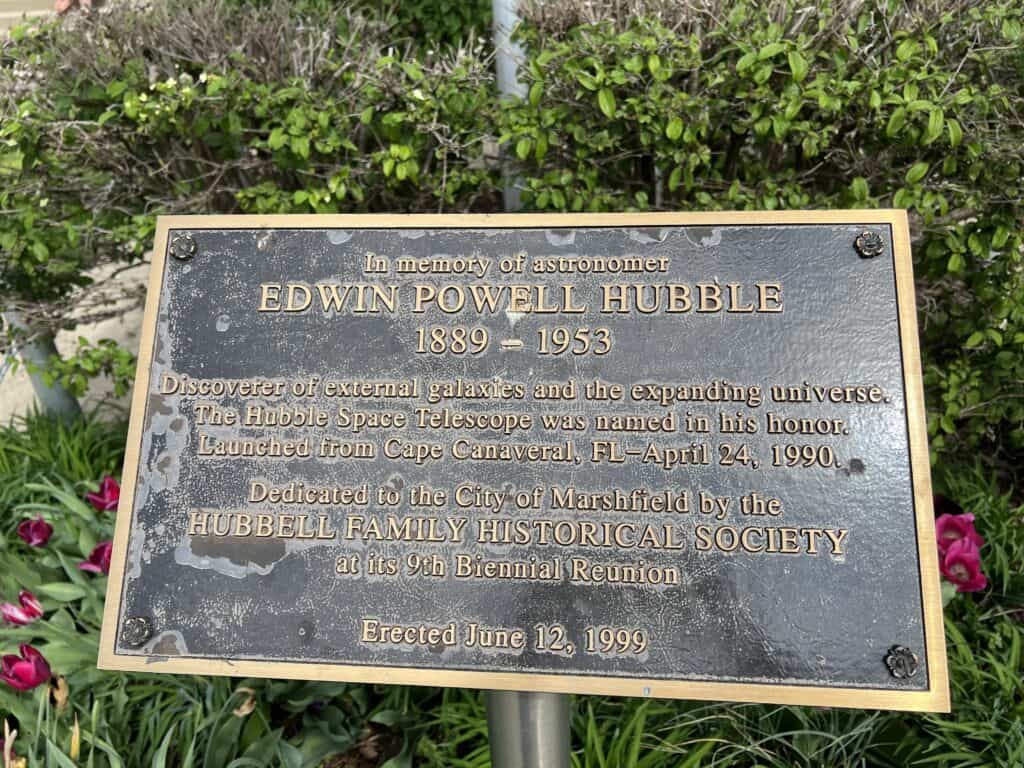 In memory of astronomer
EDWIN POWELL HUBBLE
1889 – 1953
Discoverer of external galaxies and the expanding universe.
The Hubble Space Telescope was named in his honor.
Launched from Cape Canaveral, FL–April 24, 1990.
Dedicated to the City of Marshfield by the
HUBBELL FAMILY HISTORICAL SOCIETY
at its 9th Biennial Reunion
Erected June 12, 1999